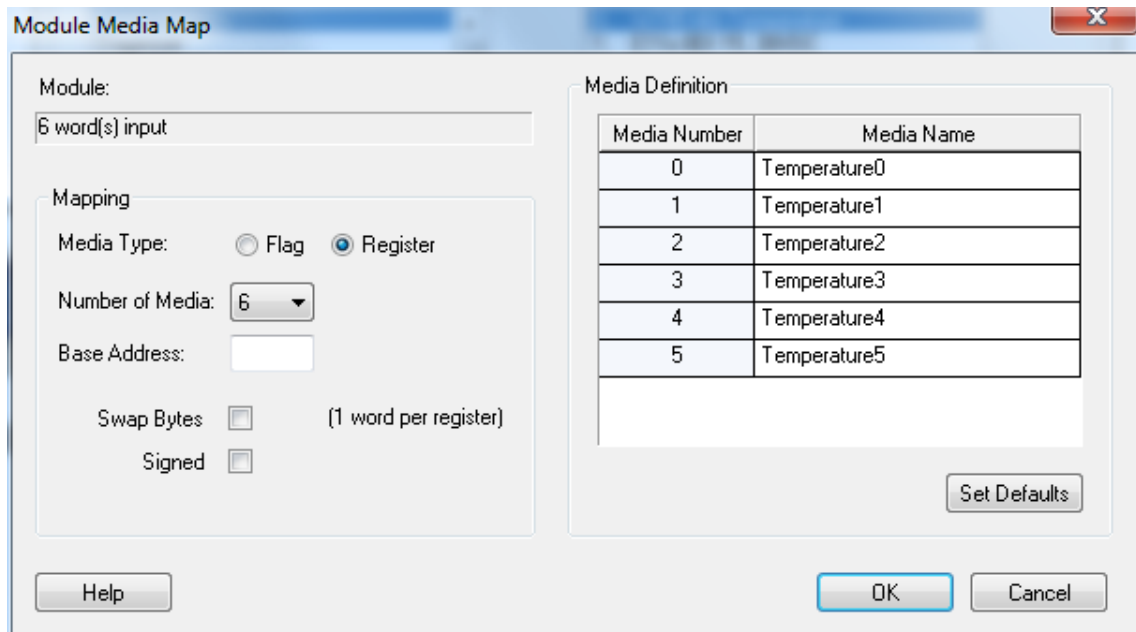 Module Media Map
X
Module:
6 word(s) input
Mapping
Media Type: Flag Register
Number of Media: 6
Base Address:
Swap Bytes (1 word per register)
Signed
Media Definition
Media Number Media Name
0 Temperature0
1 Temperature1
2 Temperature2
3 Temperature3
4 Temperature4
5 Temperature5
Set Defaults
Help OK Cancel